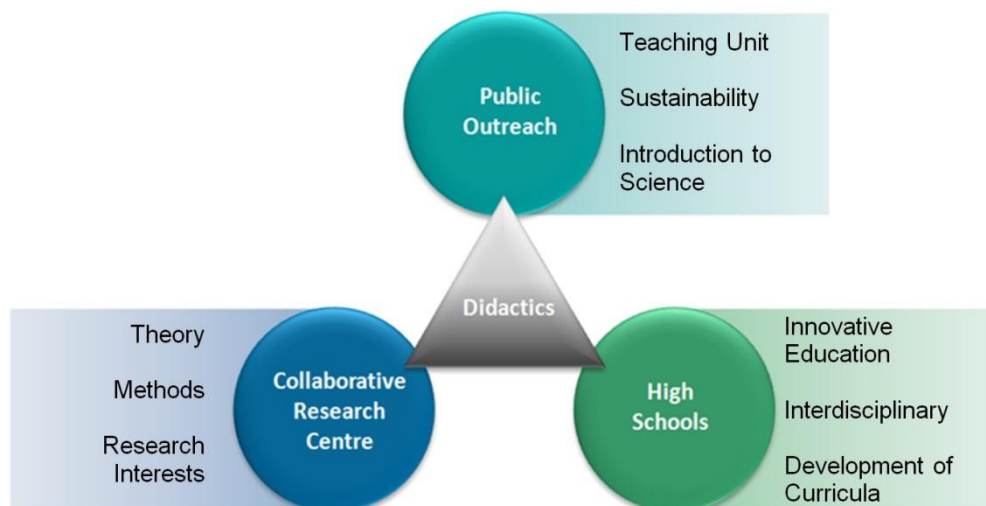 Public
Outreach
Teaching Unit
Sustainability
Introduction to
Science
Didactics
Theory
Methods
Research
Interests
Collaborative
Research
Centre
High
Schools
Innovative
Education
Interdisciplinary
Development of
Curricula